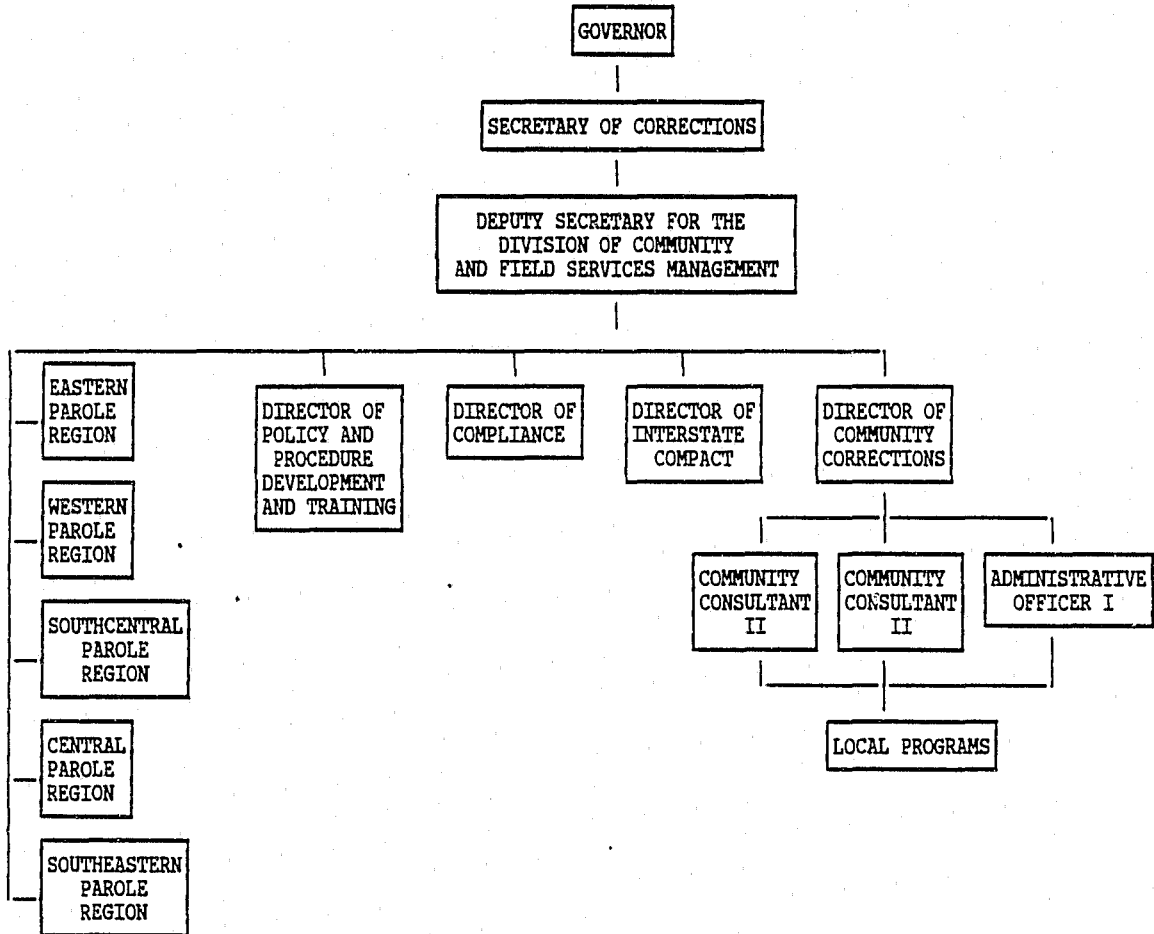 GOVERNOR
SECRETARY OF CORRECTIONS
DEPUTY SECRETARY FOR THE
DIVISION OF COMMUNITY
AND FIELD SERVICES MANAGEMENT
EASTERN
PAROLE
REGION
WESTERN
PAROLE
REGION
SOUTHCENTRAL
PAROLE
REGION
CENTRAL
PAROLE
REGION
SOUTHEASTERN
PAROLE
REGION
DIRECTOR OF
POLICY AND
PROCEDURE
DEVELOPMENT
AND TRAINING
DIRECTOR OF
COMPLIANCE
DIRECTOR OF
INTERSTATE
COMPACT
DIRECTOR OF
COMMUNITY
CORRECTIONS
COMMUNITY
CONSULTANT
II
COMMUNITY
CONSULTANT
II
ADMINISTRATIVE
OFFICER I
LOCAL PROGRAMS